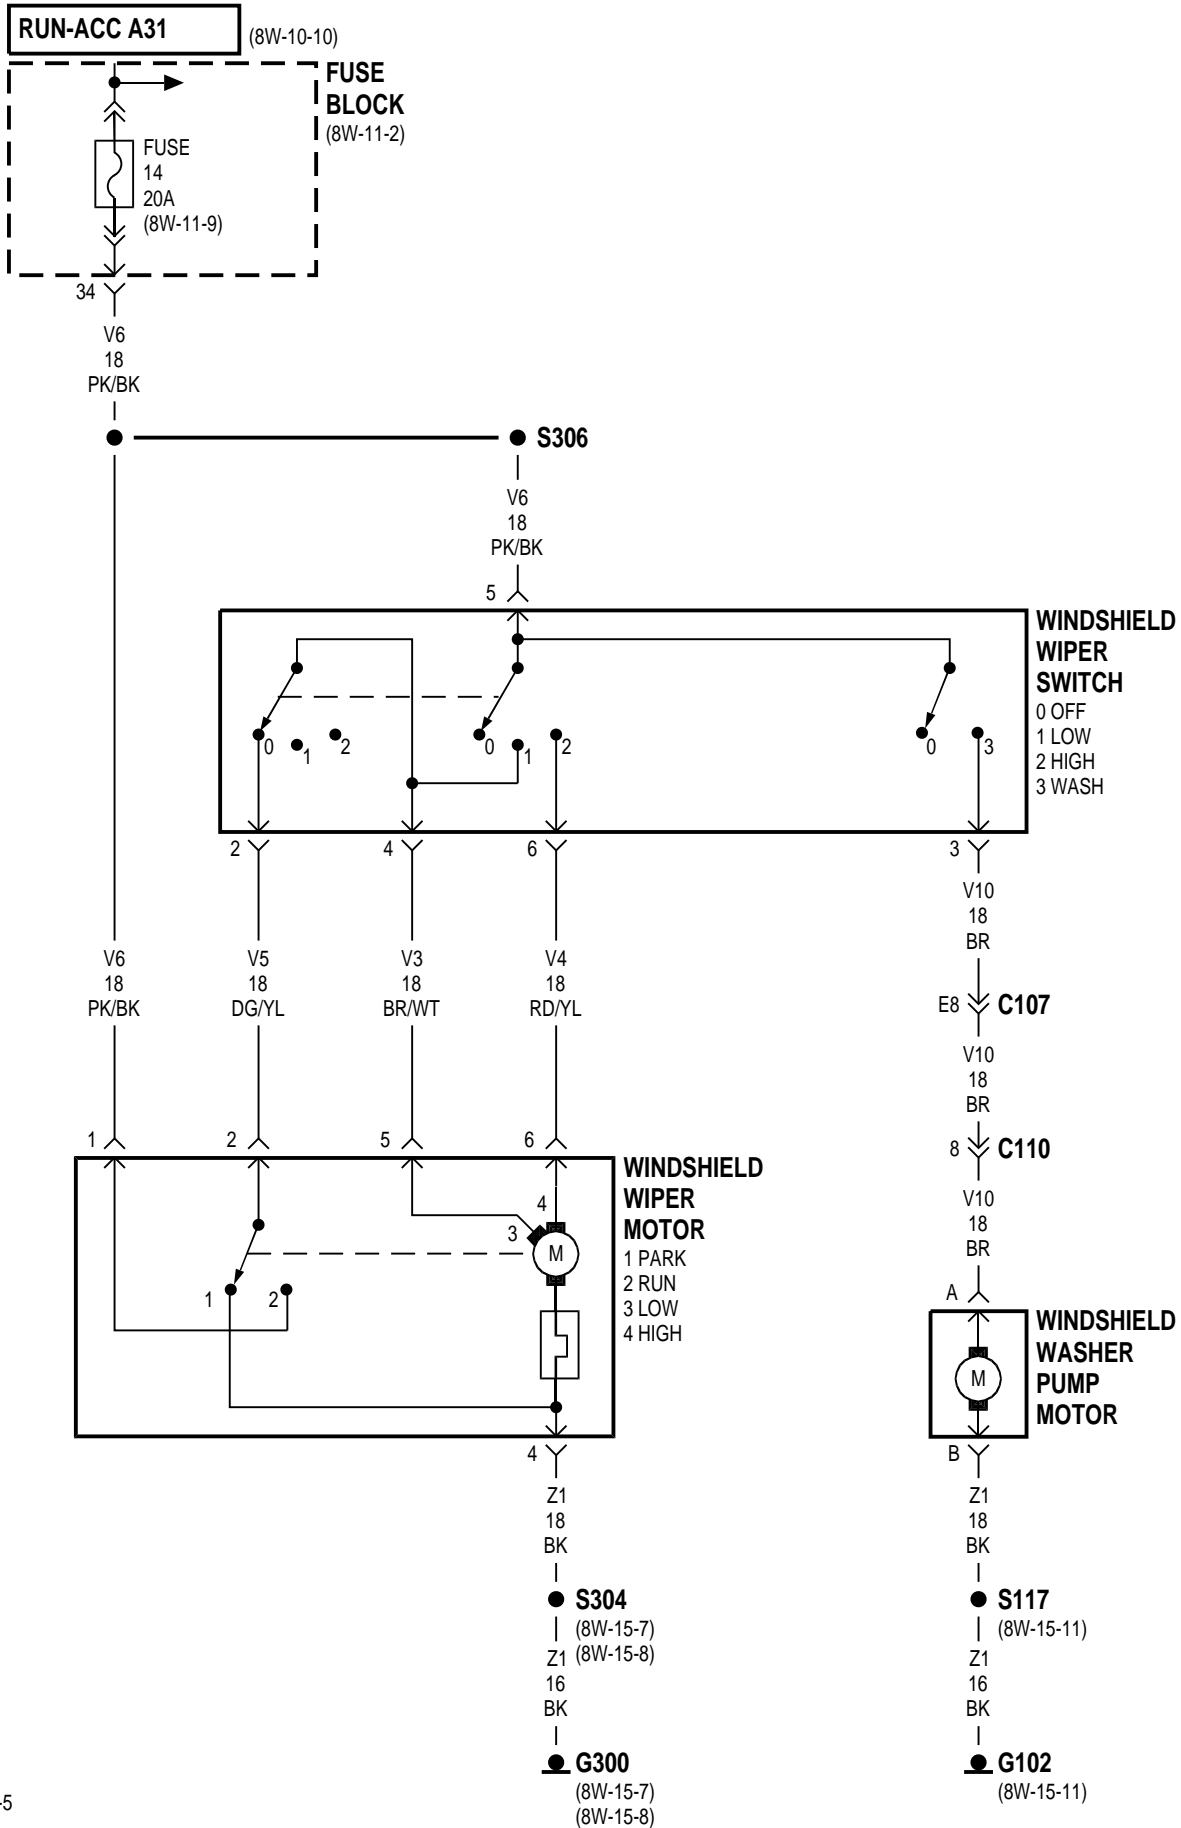 RUN-ACC A31
(8W-10-10)
FUSE
BLOCK
(8W-11-2)
FUSE
14
20A
(8W-11-9)
34
V6
18
PK/BK
S306
V6
18
PK/BK
5
WINDSHIELD
WIPER
SWITCH
0 OFF
1 LOW
2 HIGH
3 WASH
0
1
2
0
1
2
0
3
2
4
6
3
V10
18
BR
V6
18
PK/BK
V5
18
DG/YL
V3
18
BR/WT
V4
18
RD/YL
E8
C107
V10
18
BR
1
2
5
6
8
C110
WINDSHIELD
WIPER
MOTOR
1 PARK
2 RUN
3 LOW
4 HIGH
4
3
M
1
2
V10
18
BR
A
WINDSHIELD
WASHER
PUMP
MOTOR
M
4
B
Z1
18
BK
Z1
18
BK
S304
(8W-15-7)
(8W-15-8)
S117
(8W-15-11)
Z1
16
BK
Z1
16
BK
G300
(8W-15-7)
(8W-15-8)
G102
(8W-15-11)
-5